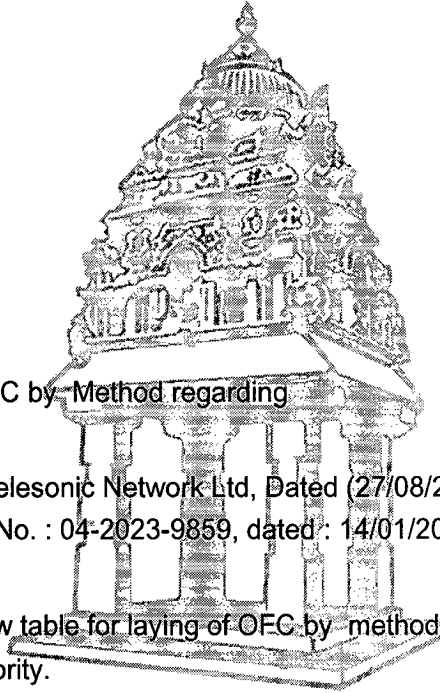 C by Method regarding
elesonic Network Ltd, Dated (27/08/2
No. : 04-2023-9859, dated : 14/01/20
w table for laying of OFC by method
ority.